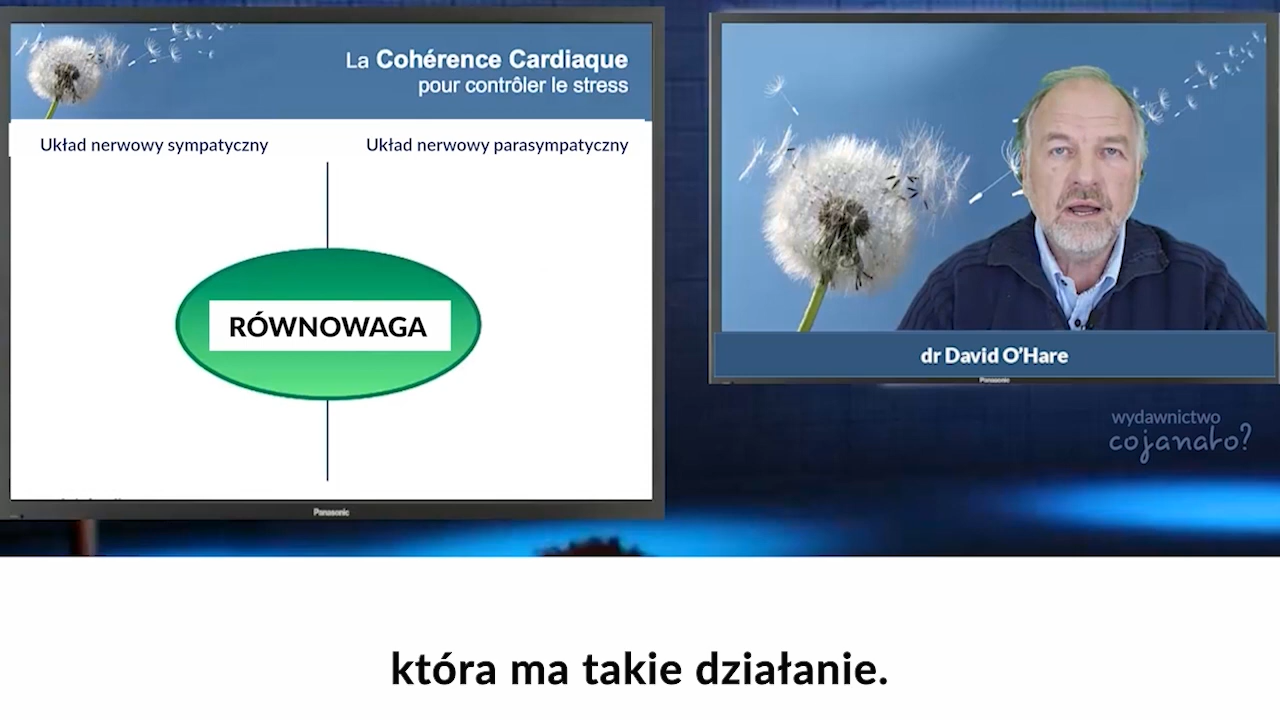 La Cohérence Cardiaque
pour contrôler le stress
Układ nerwowy sympatyczny
Układ nerwowy parasympatyczny
RÓWNOWAGA
Panasonic
dr David O'Hare
Panasonic
wydawnictwo
cojanato?
która ma takie działanie.